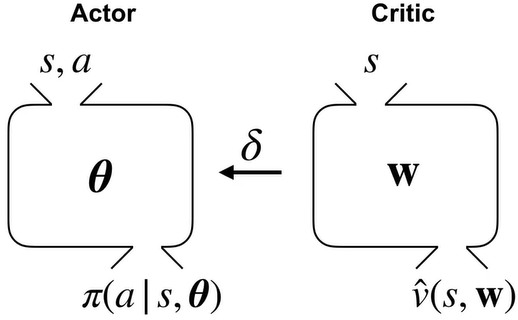 Actor
Critic
s, a
s
δ
θ
w
π(a | s, θ)
v̂(s, w)